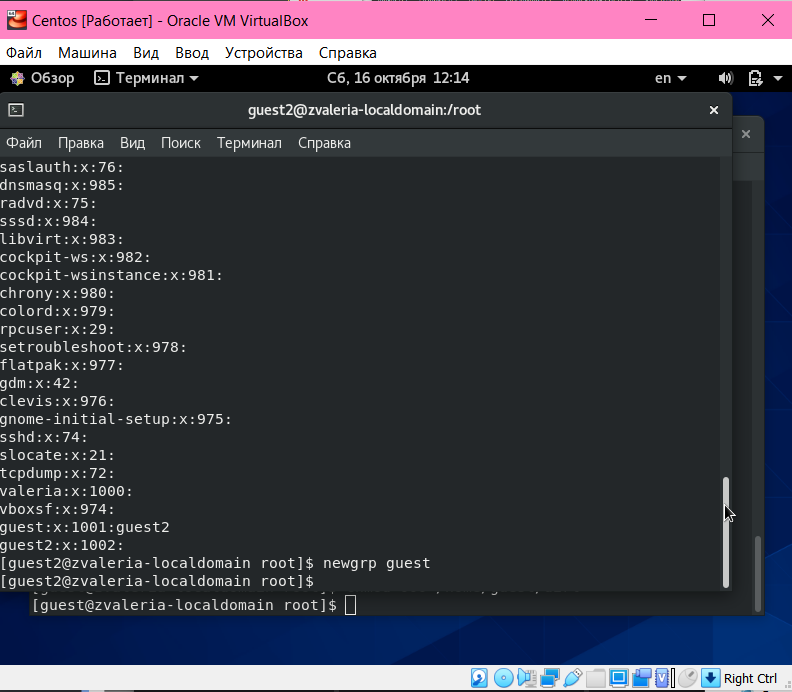 Centos [Работает] - Oracle VM VirtualBox
Файл Машина Вид Ввод Устройства Справка
Обзор Терминал Сб, 16 октября 12:14 en
guest2@zvaleria-localdomain:/root
Файл Правка Вид Поиск Терминал Справка
saslauth:x:76:
dnsmasq:x:985:
radvd:x:75:
sssd:x:984:
libvirt:x:983:
cockpit-ws:x:982:
cockpit-wsinstance:x:981:
chrony:x:980:
colord:x:979:
rpcuser:x:29:
setroubleshoot:x:978:
flatpak:x:977:
gdm:x:42:
clevis:x:976:
gnome-initial-setup:x:975:
sshd:x:74:
slocate:x:21:
tcpdump:x:72:
valeria:x:1000:
vboxsf:x:974:
guest:x:1001:guest2
guest2:x:1002:
[guest2@zvaleria-localdomain root]$ newgrp guest
[guest2@zvaleria-localdomain root]$
[guest@zvaleria-localdomain root]$
Right Ctrl